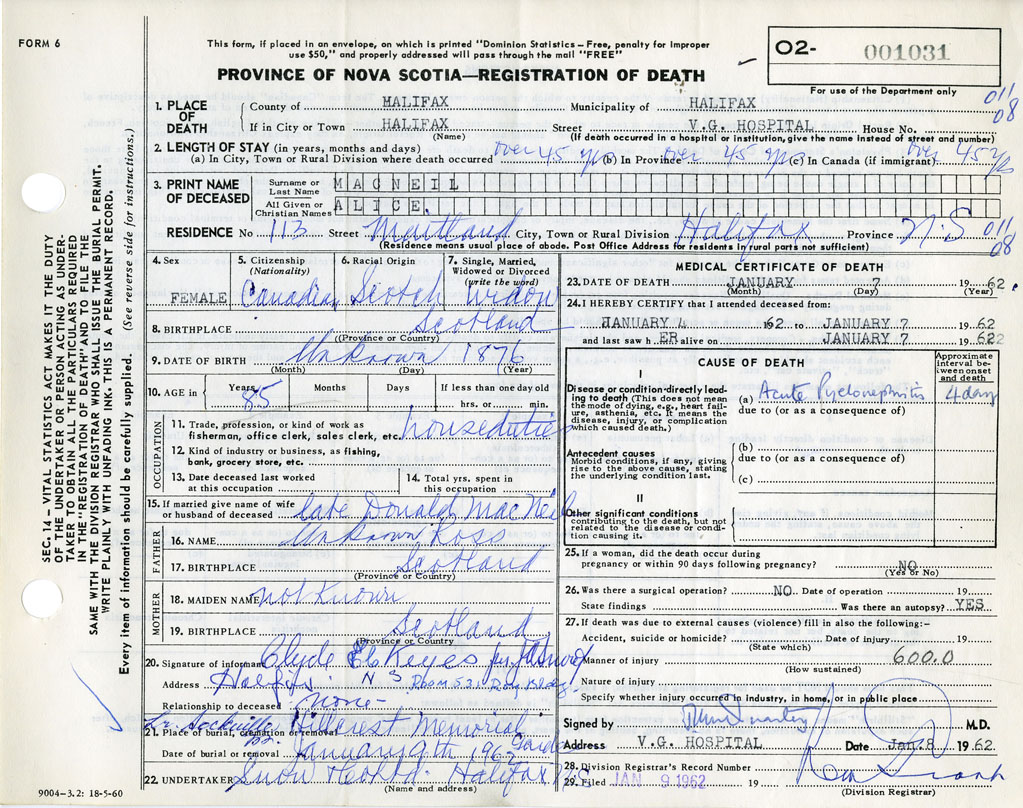 FORM 6
This form, if placed in an envelope, on which is printed "Dominion Statistics – Free, penalty for improper
use $50," and properly addressed will pass through the mail "FREE"
O2- 001031
For use of the Department only
PROVINCE OF NOVA SCOTIA—REGISTRATION OF DEATH
011
08
1. PLACE OF DEATH
County of HALIFAX Municipality of HALIFAX
If in City or Town HALIFAX Street V.G. HOSPITAL House No.
(Name) (If death occurred in a hospital or institution, give the name instead of street and number)
2. LENGTH OF STAY (in years, months and days)
(a) In City, Town or Rural Division where death occurred over 45 yrs (b) In Province over 45 yrs (c) In Canada (if immigrant) over 45 yrs
3. PRINT NAME OF DECEASED
Surname or Last Name MACNEIL
All Given or Christian Names ALICE.
RESIDENCE No 113 Street Maitland City, Town or Rural Division Halifax Province N.S
011
08
(Residence means usual place of abode. Post Office Address for residents in rural parts not sufficient)
4. Sex FEMALE
5. Citizenship (Nationality) Canadian
6. Racial Origin Scotch
7. Single, Married, Widowed or Divorced (write the word) widow
8. BIRTHPLACE Scotland
(Province or Country)
9. DATE OF BIRTH Unknown 1876
(Month) (Day) (Year)
10. AGE in Years 85 Months Days If less than one day old
hrs. or min.
OCCUPATION
11. Trade, profession, or kind of work as
fisherman, office clerk, sales clerk, etc. house duties
12. Kind of industry or business, as fishing,
bank, grocery store, etc.
13. Date deceased last worked
at this occupation
14. Total yrs. spent in
this occupation
15. If married give name of wife
or husband of deceased late Donald MacNeil
FATHER
16. NAME Unknown Ross
17. BIRTHPLACE Scotland
(Province or Country)
MOTHER
18. MAIDEN NAME not known
19. BIRTHPLACE Scotland
(Province or Country)
20. Signature of informant Clyde E Keyes per
Address Halifax N S Room 531 Roy Bldg.
Relationship to deceased none
21. Place of burial, cremation or removal Hillcrest Memorial Gardens
Date of burial or removal January 9th 1962
22. UNDERTAKER Snow & Co Ltd. Halifax N.S.
(Name and address)
MEDICAL CERTIFICATE OF DEATH
23. DATE OF DEATH JANUARY 7 1962
(Month) (Day) (Year)
24. I HEREBY CERTIFY that I attended deceased from:
JANUARY 4 1962 to JANUARY 7 1962
and last saw h ER alive on JANUARY 7 1962
CAUSE OF DEATH
Approximate interval between onset and death
I
Disease or condition directly leading to death (This does not mean the mode of dying, e.g., heart failure, asthenia, etc. It means the disease, injury, or complication which caused death.)
(a) Acute Pyelonephritis 4 days
due to (or as a consequence of)
Antecedent causes
Morbid conditions, if any, giving rise to the above cause, stating the underlying condition last.
(b)
due to (or as a consequence of)
(c)
II
Other significant conditions
contributing to the death, but not related to the disease or condition causing it.
25. If a woman, did the death occur during
pregnancy or within 90 days following pregnancy? NO
(Yes or No)
26. Was there a surgical operation? NO. Date of operation 19
State findings Was there an autopsy? YES
27. If death was due to external causes (violence) fill in also the following:-
Accident, suicide or homicide? Date of injury 19
(State which)
Manner of injury 600.0
(How sustained)
Nature of injury
Specify whether injury occurred in industry, in home, or in public place
Signed by M.D.
Address V.G. HOSPITAL Date Jan. 8 1962
28. Division Registrar's Record Number
29. Filed JAN 9 1962
(Division Registrar)
SEC. 14 – VITAL STATISTICS ACT MAKES IT THE DUTY
OF THE UNDERTAKER OR PERSON ACTING AS UNDER-
TAKER TO OBTAIN ALL THE PARTICULARS REQUIRED
IN THE "REGISTRATION OF DEATH" AND TO FILE THE
SAME WITH THE DIVISION REGISTRAR WHO SHALL ISSUE THE BURIAL PERMIT.
WRITE PLAINLY WITH UNFADING INK. THIS IS A PERMANENT RECORD.
Every item of information should be carefully supplied. (See reverse side for instructions.)
9004-3.2: 18-5-60